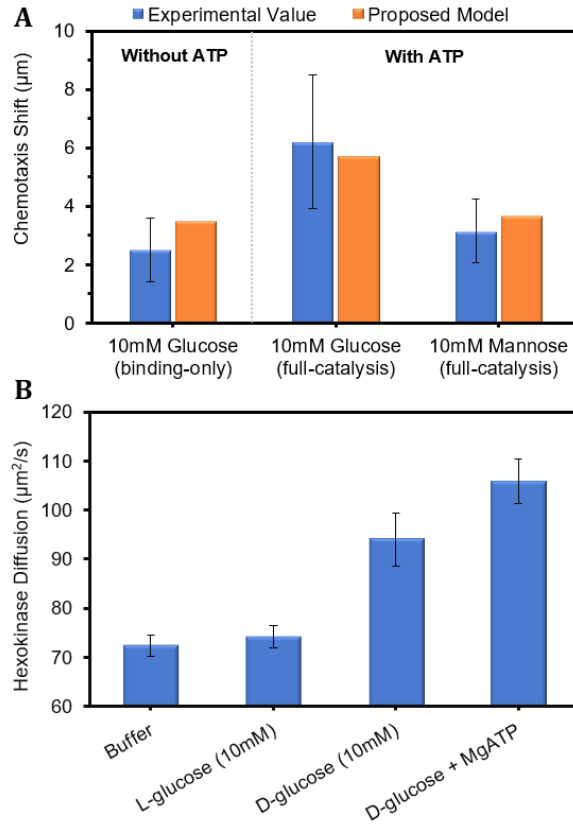 A
Experimental Value
Proposed Model
Chemotaxis Shift (µm)
10
8
6
4
2
0
Without ATP
With ATP
10mM Glucose
(binding-only)
10mM Glucose
(full-catalysis)
10mM Mannose
(full-catalysis)
B
Hexokinase Diffusion (µm²/s)
120
110
100
90
80
70
60
Buffer
L-glucose (10mM)
D-glucose (10mM)
D-glucose + MgATP